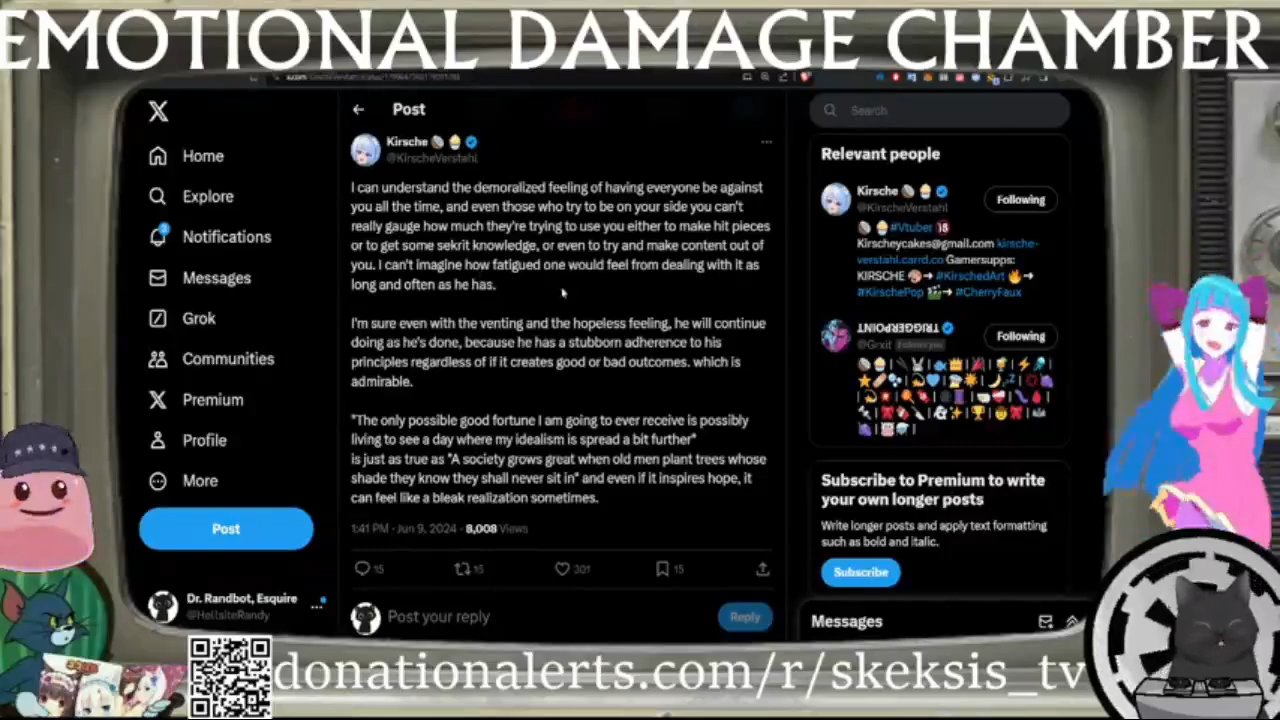 EMOTIONAL DAMAGE CHAMBER
Post
Search
Home
Explore
Notifications
Messages
Grok
Communities
Premium
Profile
More
Post
Dr. Randbot, Esquire
@HellsiteRandy
Kirsche
@KirscheVerstahl
I can understand the demoralized feeling of having everyone be against
you all the time, and even those who try to be on your side you can't
really gauge how much they're trying to use you either to make hit pieces
or to get some sekrit knowledge, or even to try and make content out of
you. I can't imagine how fatigued one would feel from dealing with it as
long and often as he has.
I'm sure even with the venting and the hopeless feeling, he will continue
doing as he's done, because he has a stubborn adherence to his
principles regardless of if it creates good or bad outcomes. which is
admirable.
"The only possible good fortune I am going to ever receive is possibly
living to see a day where my idealism is spread a bit further"
is just as true as "A society grows great when old men plant trees whose
shade they know they shall never sit in" and even if it inspires hope, it
can feel like a bleak realization sometimes.
1:41 PM · Jun 9, 2024 · 8,008 Views
15 15 301 15
Post your reply
Reply
Relevant people
Kirsche
@KirscheVerstahl
Following
#Vtuber
Kirscheycakes@gmail.com kirsche-
verstahl.carrd.co Gamersupps:
KIRSCHE → #KirschedArt →
#KirschePop → #CherryFaux
@Grxit Follows you
Following
Subscribe to Premium to write
your own longer posts
Write longer posts and apply text formatting
such as bold and italic.
Subscribe
Messages
donationalerts.com/r/skeksis_tv